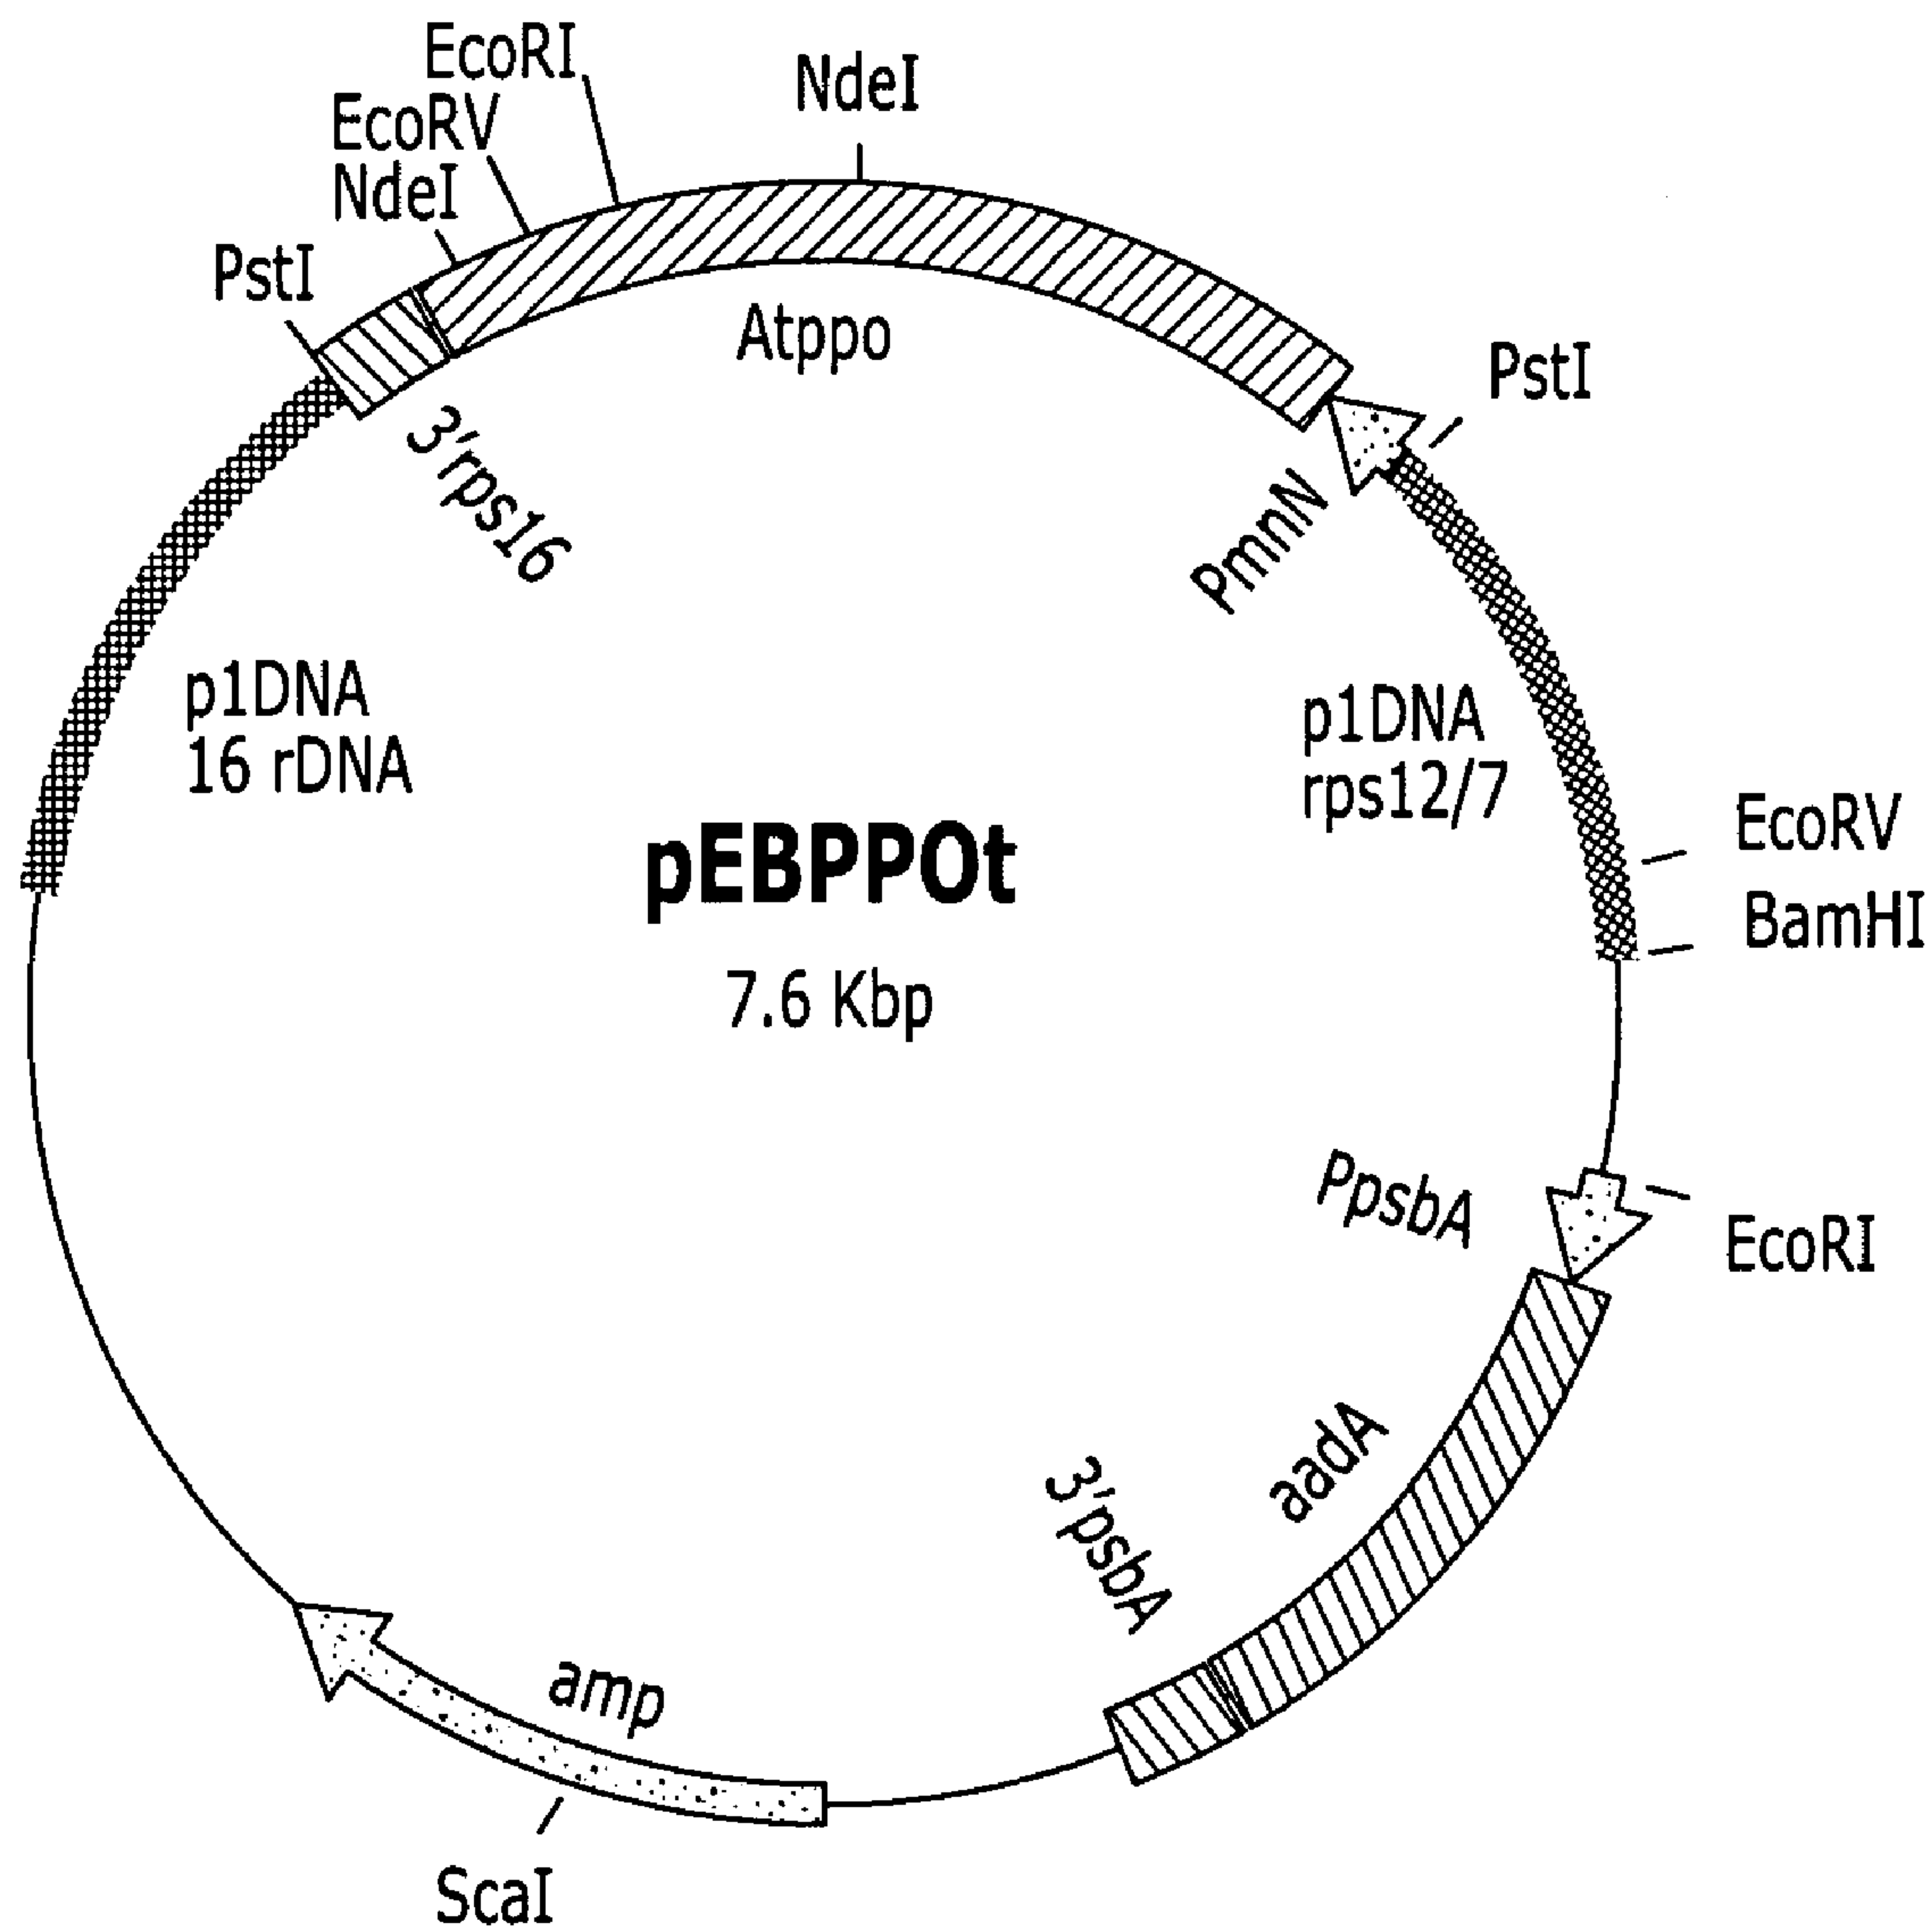 EcoRI
EcoRV
NdeI
PstI
NdeI
Atppo
PstI
3'rps16
PmnN
p1DNA
16 rDNA
p1DNA
rps12/7
EcoRV
BamHI
pEBPPOt
7.6 Kbp
PpsbA
EcoRI
aadA
3'psbA
amp
ScaI